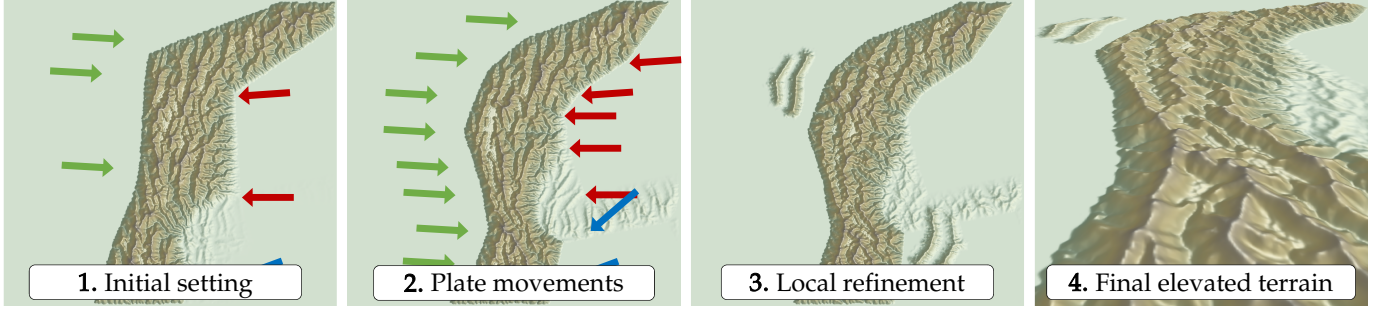 1. Initial setting
2. Plate movements
3. Local refinement
4. Final elevated terrain